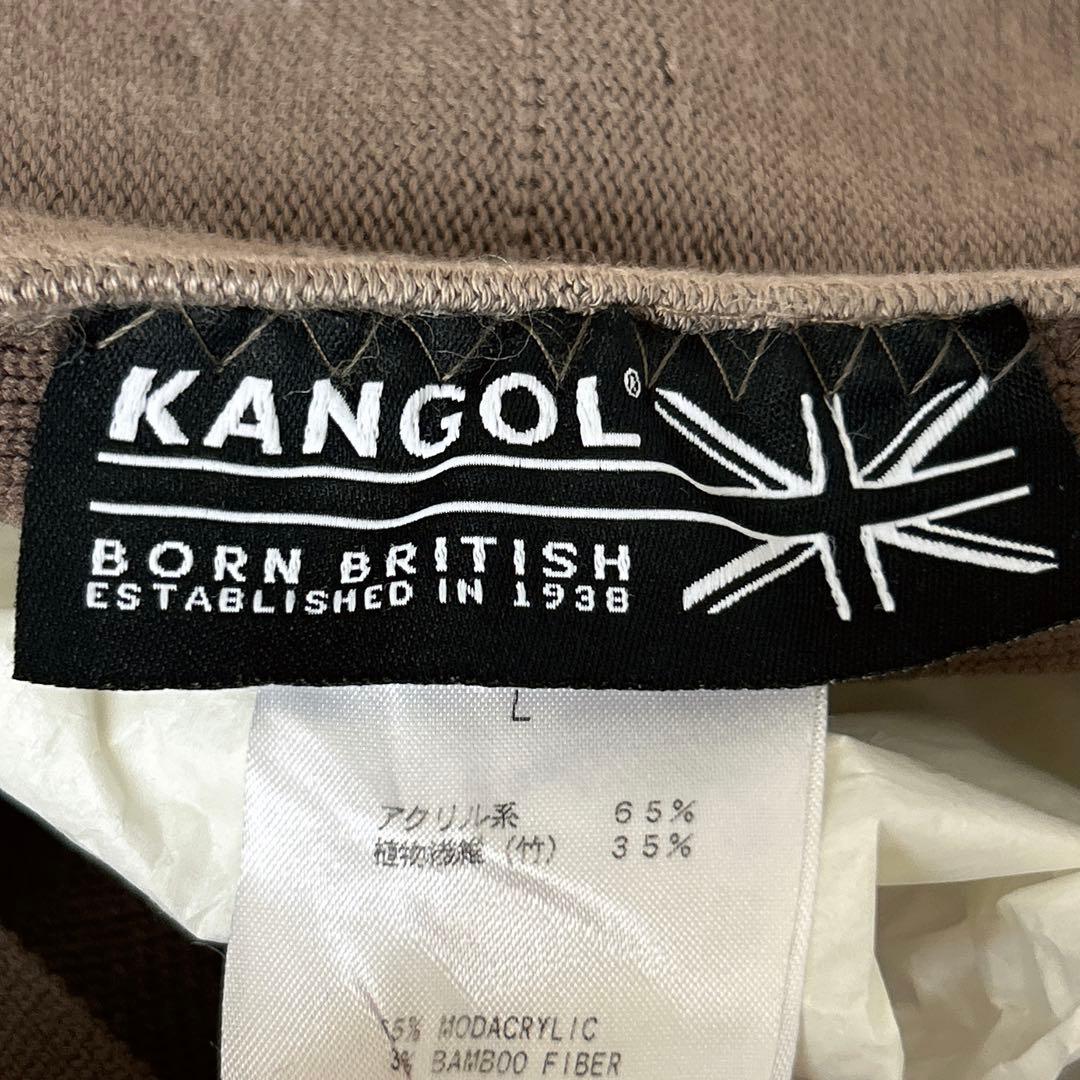 KANGOL®
BORN BRITISH
ESTABLISHED IN 1938
L
アクリル系 65%
植物繊維 (竹) 35%
5% MODACRYLIC
% BAMBOO FIBER